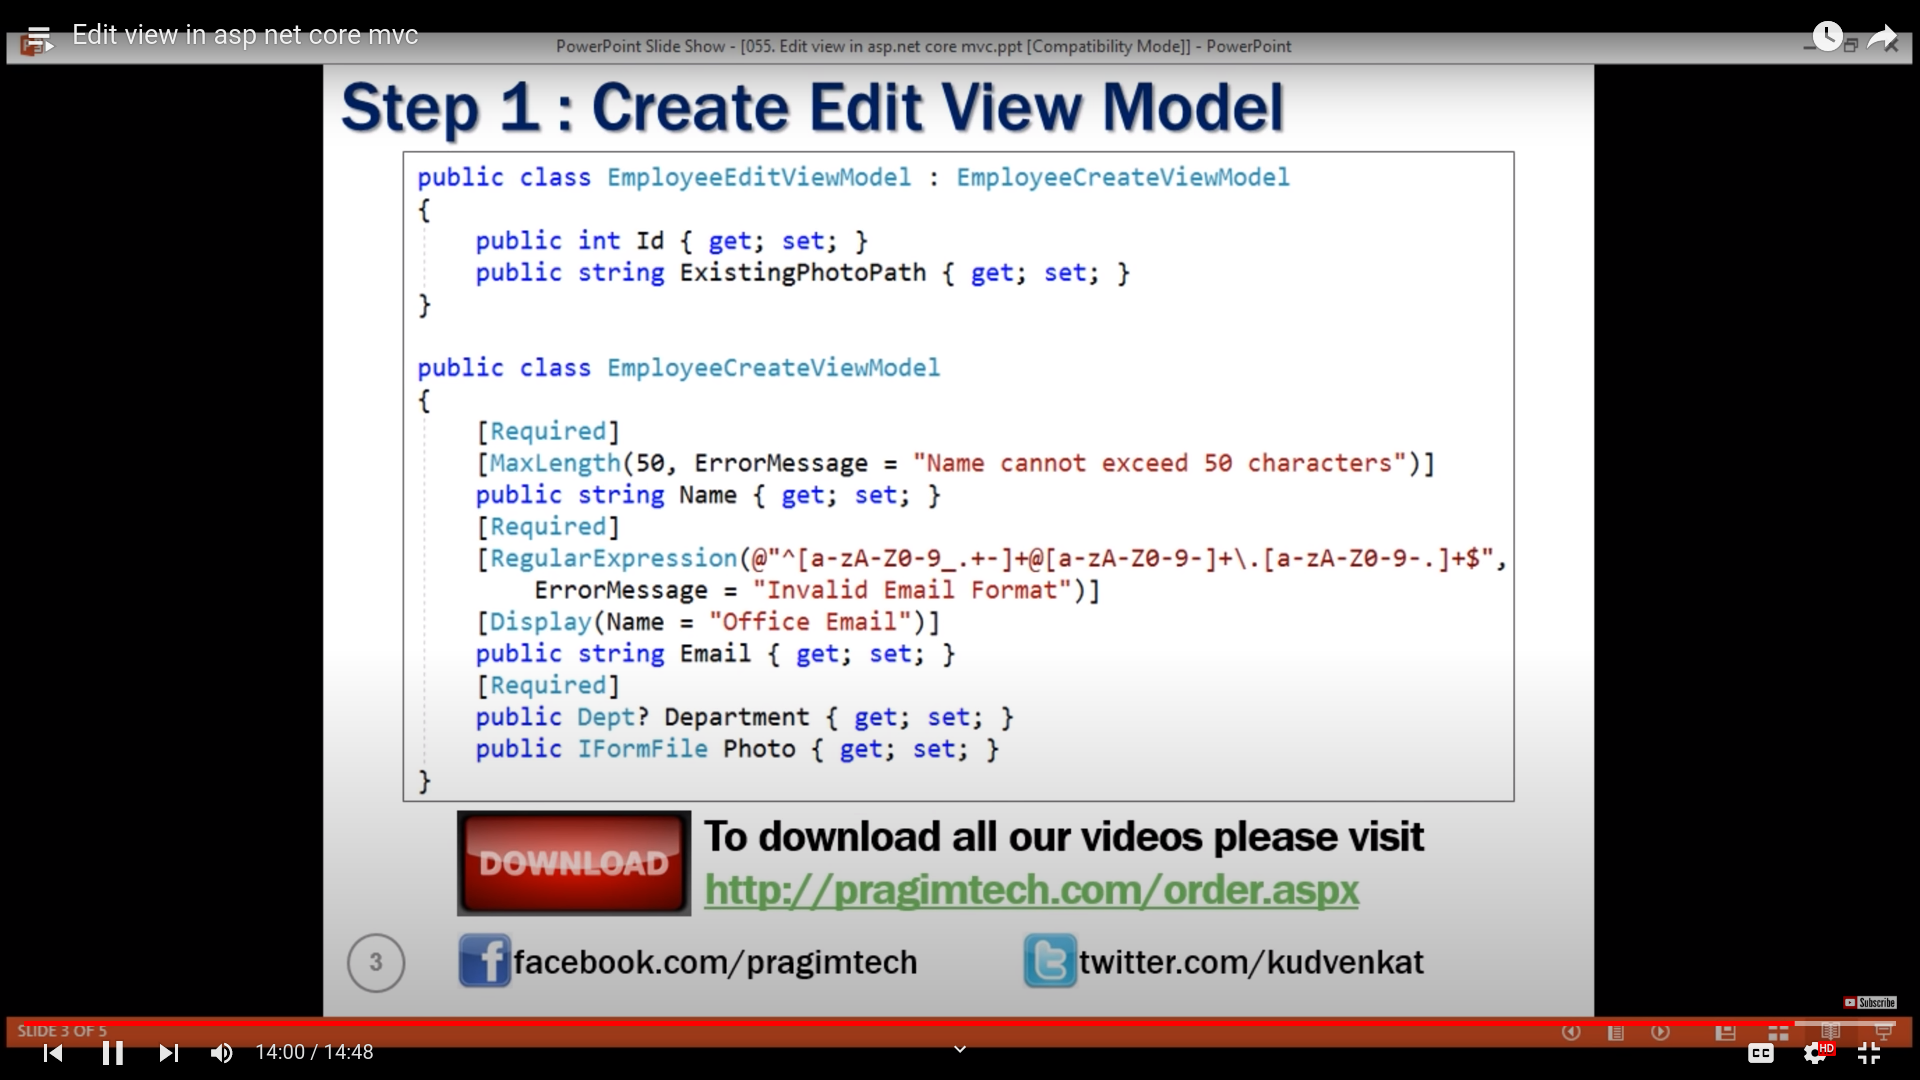 Edit view in asp net core mvc
PowerPoint Slide Show - [055. Edit view in asp.net core mvc.ppt [Compatibility Mode]] - PowerPoint
Step 1 : Create Edit View Model
public class EmployeeEditViewModel : EmployeeCreateViewModel
{
    public int Id { get; set; }
    public string ExistingPhotoPath { get; set; }
}
public class EmployeeCreateViewModel
{
    [Required]
    [MaxLength(50, ErrorMessage = "Name cannot exceed 50 characters")]
    public string Name { get; set; }
    [Required]
    [RegularExpression(@"^[a-zA-Z0-9_.+-]+@[a-zA-Z0-9-]+\.[a-zA-Z0-9-.]+$",
        ErrorMessage = "Invalid Email Format")]
    [Display(Name = "Office Email")]
    public string Email { get; set; }
    [Required]
    public Dept? Department { get; set; }
    public IFormFile Photo { get; set; }
}
DOWNLOAD
To download all our videos please visit
http://pragimtech.com/order.aspx
3
facebook.com/pragimtech
twitter.com/kudvenkat
Subscribe
SLIDE 3 OF 5
14:00 / 14:48
CC
HD